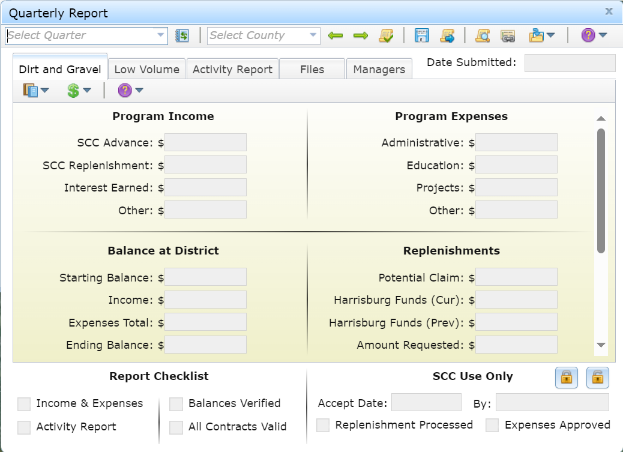 Quarterly Report
Select Quarter Select County
Dirt and Gravel Low Volume Activity Report Files Managers Date Submitted:
Program Income
SCC Advance: $
SCC Replenishment: $
Interest Earned: $
Other: $
Program Expenses
Administrative: $
Education: $
Projects: $
Other: $
Balance at District
Starting Balance: $
Income: $
Expenses Total: $
Ending Balance: $
Replenishments
Potential Claim: $
Harrisburg Funds (Cur): $
Harrisburg Funds (Prev): $
Amount Requested: $
Report Checklist
Income & Expenses Balances Verified
Activity Report All Contracts Valid
SCC Use Only
Accept Date: By:
Replenishment Processed Expenses Approved